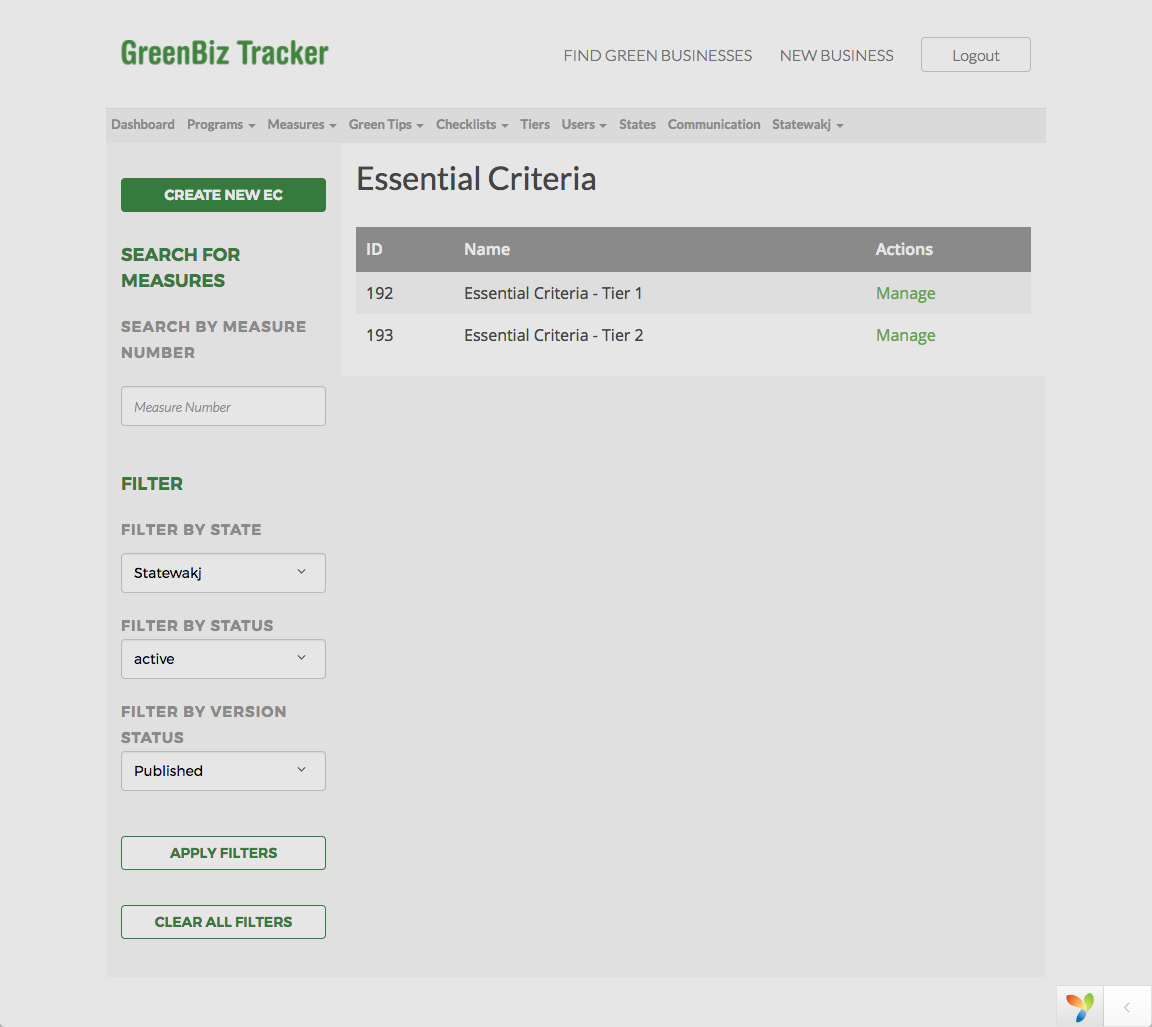 GreenBiz Tracker
FIND GREEN BUSINESSES NEW BUSINESS Logout
Dashboard Programs Measures Green Tips Checklists Tiers Users States Communication Statewakj
CREATE NEW EC
SEARCH FOR
MEASURES
SEARCH BY MEASURE
NUMBER
Measure Number
FILTER
FILTER BY STATE
Statewakj
FILTER BY STATUS
active
FILTER BY VERSION
STATUS
Published
APPLY FILTERS
CLEAR ALL FILTERS
Essential Criteria
ID Name Actions
192 Essential Criteria - Tier 1 Manage
193 Essential Criteria - Tier 2 Manage